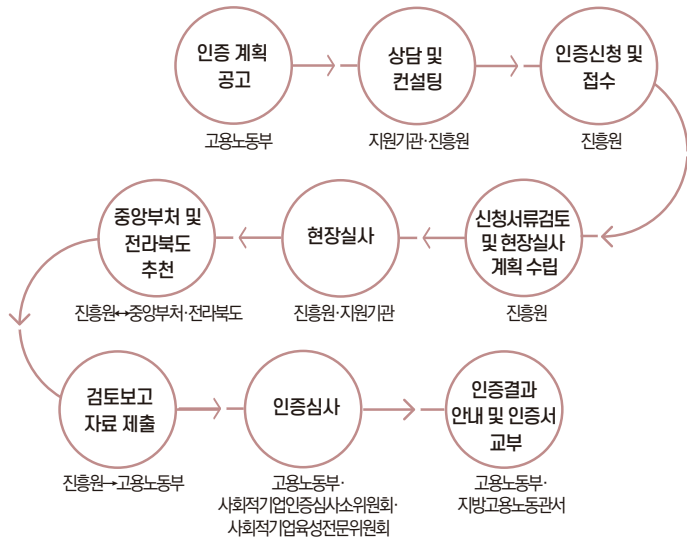 인증 계획
공고
고용노동부
상담 및
컨설팅
지원기관·진흥원
인증신청 및
접수
진흥원
신청서류검토
및 현장실사
계획 수립
진흥원
현장실사
진흥원·지원기관
중앙부처 및
전라북도
추천
진흥원↔중앙부처·전라북도
검토보고
자료 제출
진흥원→고용노동부
인증심사
고용노동부·
사회적기업인증심사소위원회·
사회적기업육성전문위원회
인증결과
안내 및 인증서
교부
고용노동부·
지방고용노동관서